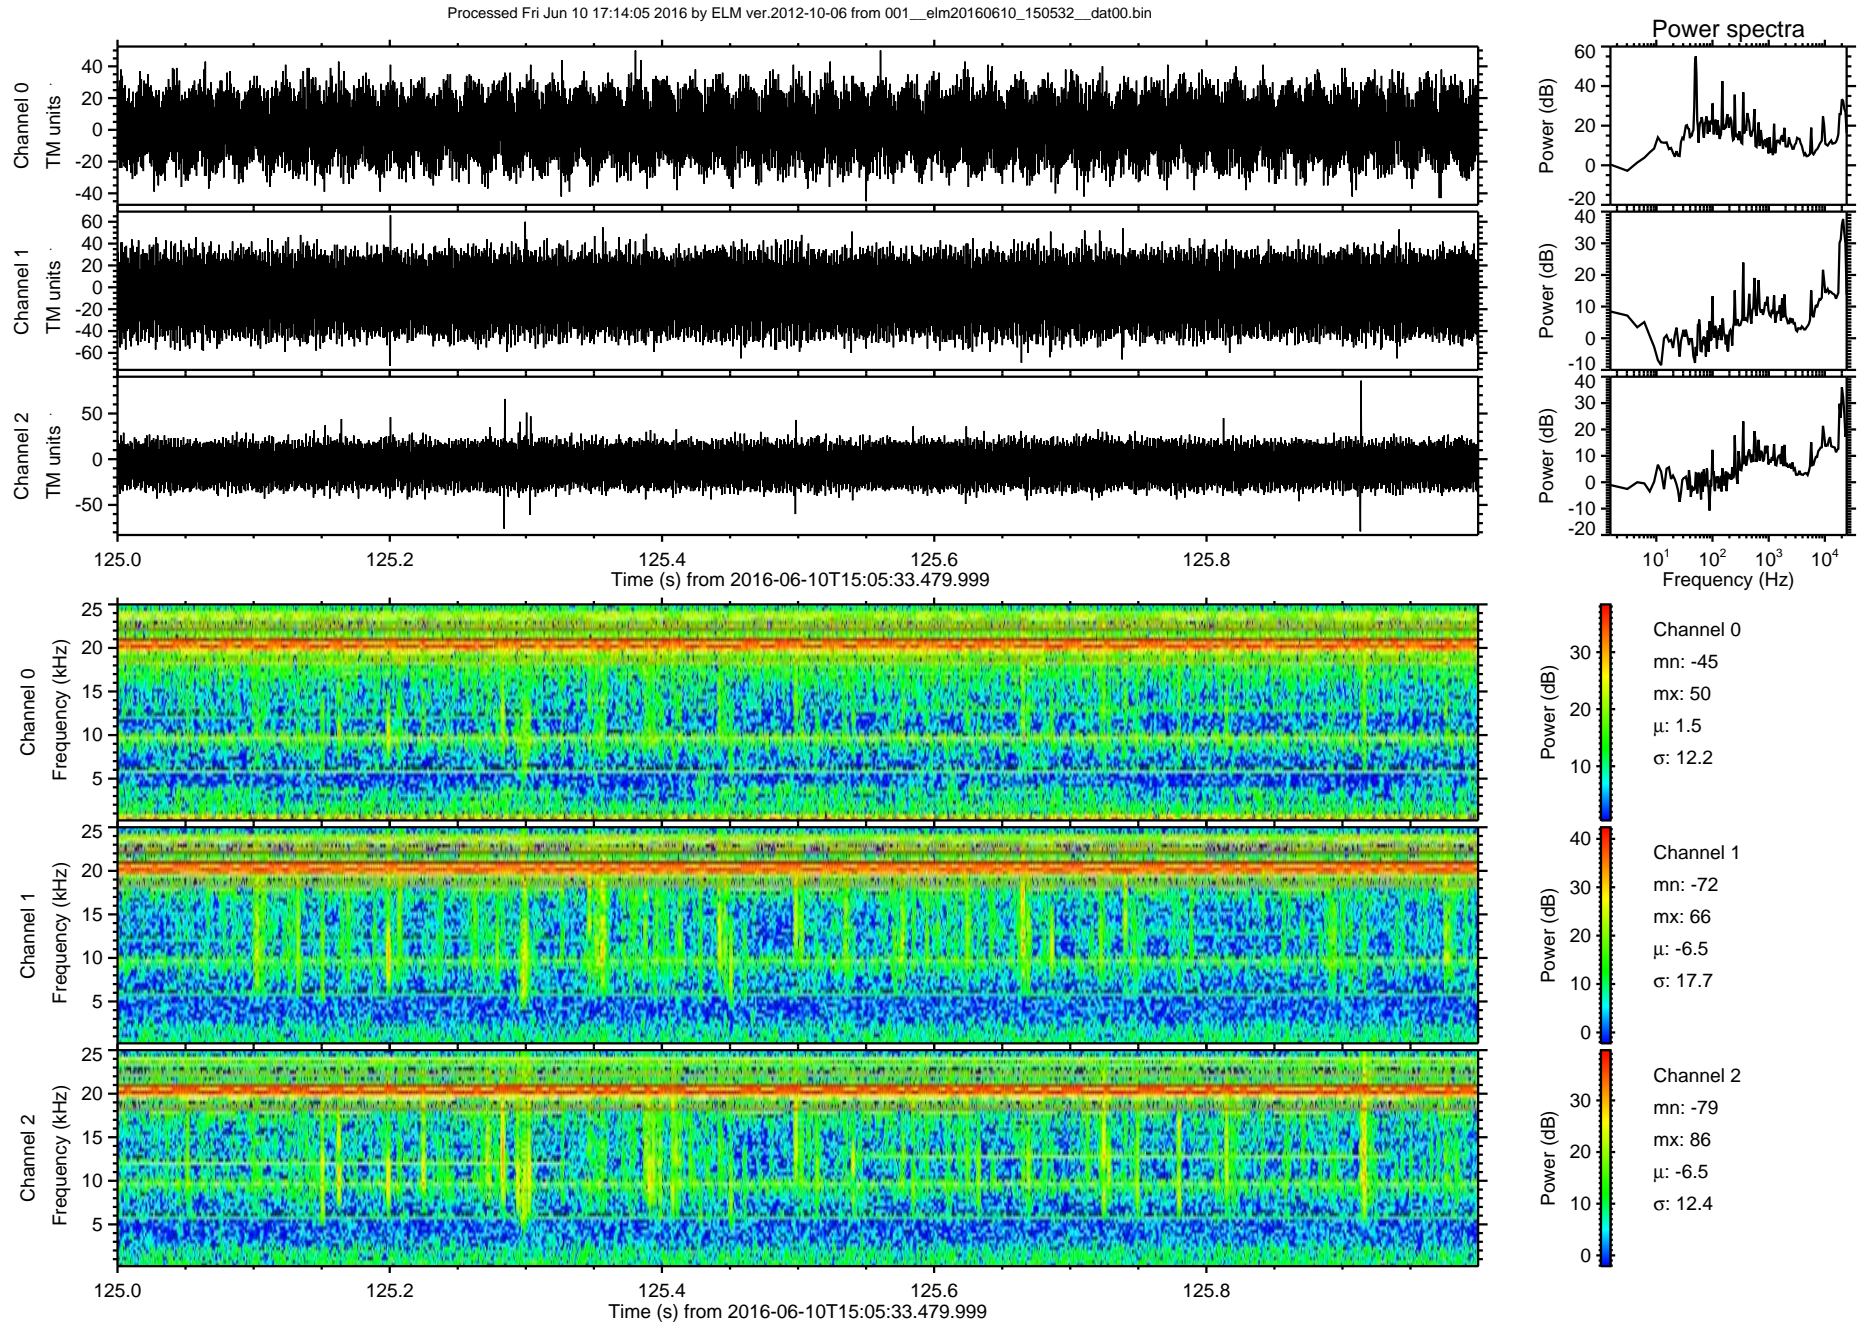 Processed Fri Jun 10 17:14:05 2016 by ELM ver.2012-10-06 from 001__elm20160610_150532__dat00.bin
Power spectra
Channel 0
TM units
40
20
0
-20
-40
Power (dB)
60
40
20
0
-20
Channel 1
TM units
60
40
20
0
-20
-40
-60
Power (dB)
40
30
20
10
0
-10
Channel 2
TM units
50
0
-50
Power (dB)
40
30
20
10
0
-10
-20
125.0 125.2 125.4 125.6 125.8
Time (s) from 2016-06-10T15:05:33.479.999
10^1 10^2 10^3 10^4
Frequency (Hz)
Channel 0
Frequency (kHz)
25
20
15
10
5
Power (dB)
30
20
10
Channel 0
mn: -45
mx: 50
μ: 1.5
σ: 12.2
Channel 1
Frequency (kHz)
25
20
15
10
5
Power (dB)
40
30
20
10
0
Channel 1
mn: -72
mx: 66
μ: -6.5
σ: 17.7
Channel 2
Frequency (kHz)
25
20
15
10
5
Power (dB)
30
20
10
0
Channel 2
mn: -79
mx: 86
μ: -6.5
σ: 12.4
125.0 125.2 125.4 125.6 125.8
Time (s) from 2016-06-10T15:05:33.479.999